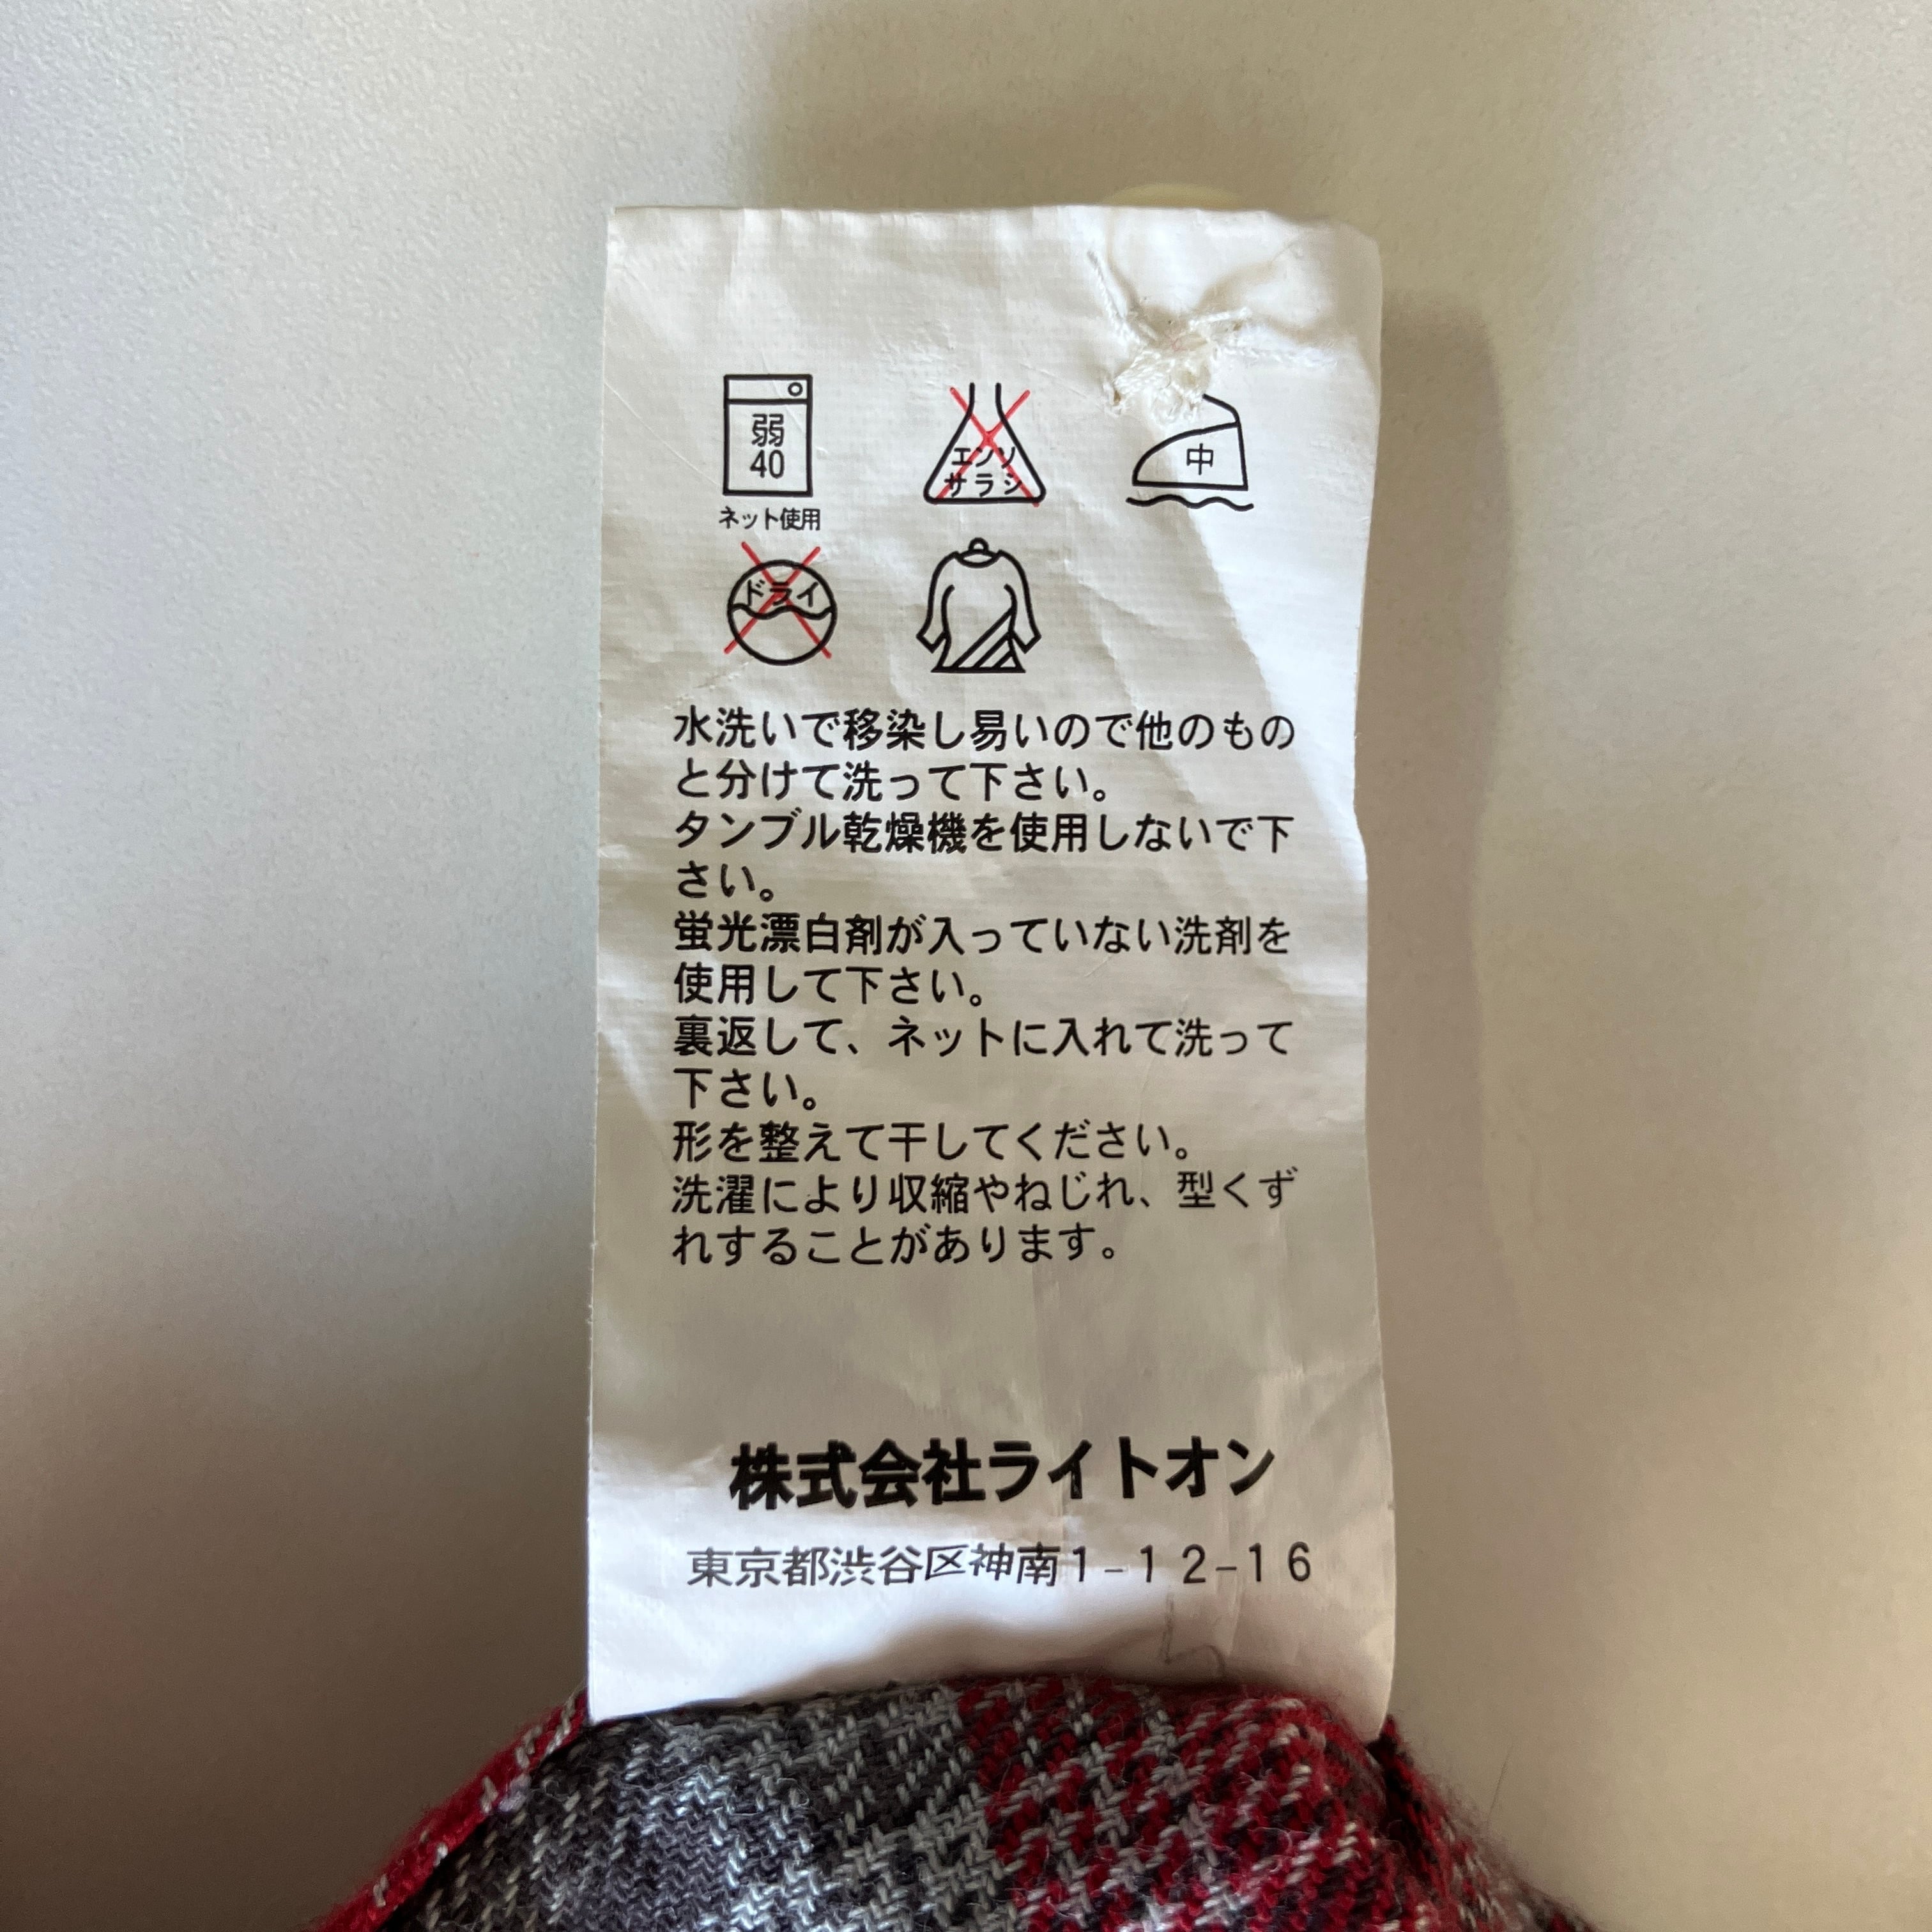 弱
40
ネット使用
エンソ
サラシ
中
ドライ
水洗いで移染し易いので他のもの
と分けて洗って下さい。
タンブル乾燥機を使用しないで下
さい。
蛍光漂白剤が入っていない洗剤を
使用して下さい。
裏返して、ネットに入れて洗って
下さい。
形を整えて干してください。
洗濯により収縮やねじれ、型くず
れすることがあります。
株式会社ライトオン
東京都渋谷区神南1-12-16